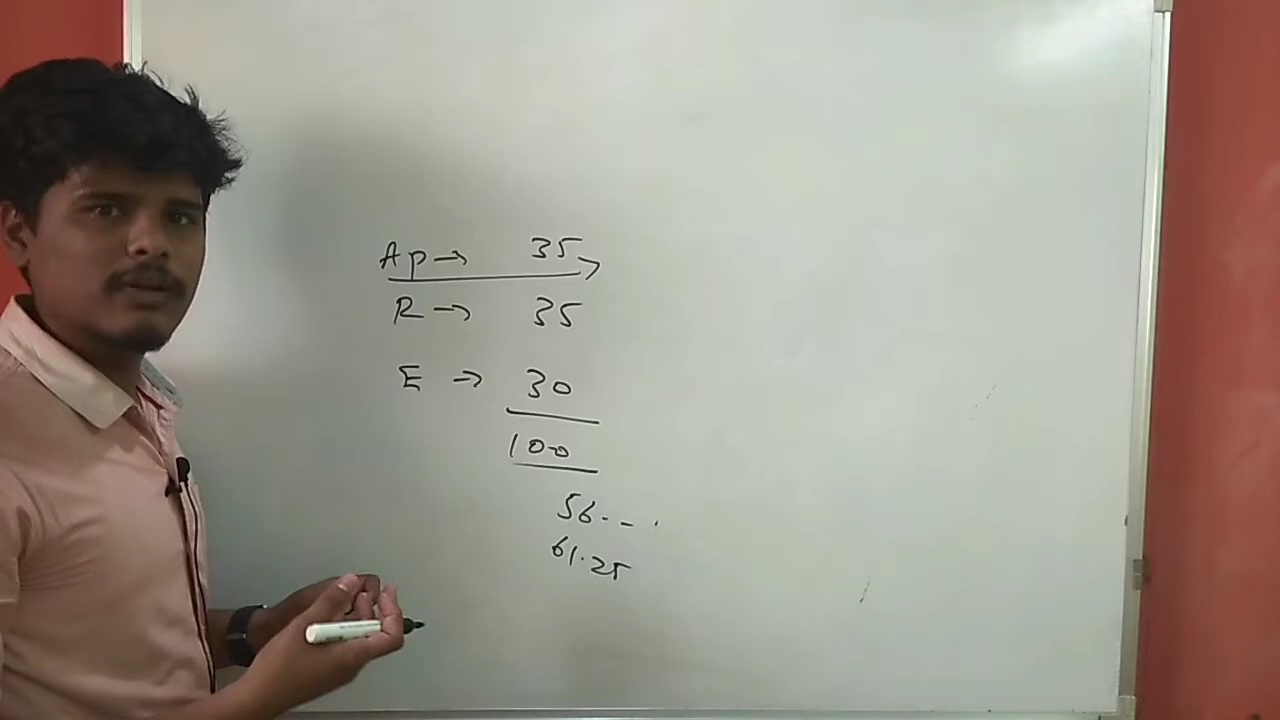 Ap → 35
R → 35
E → 30
100
56.--.
61.25